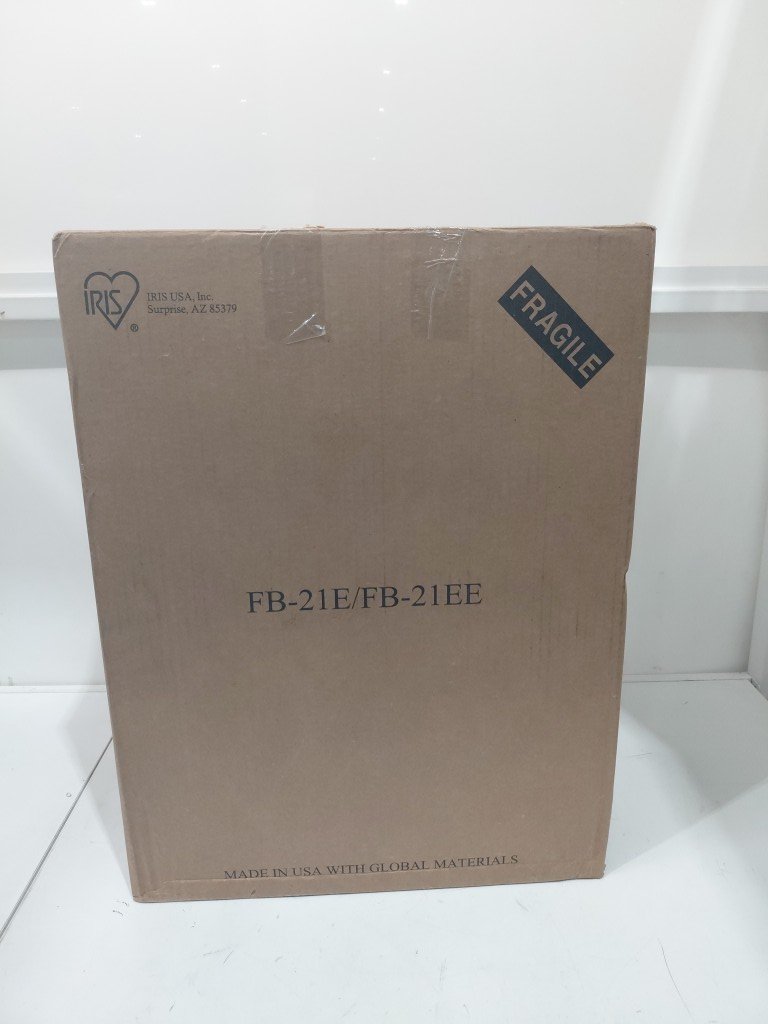 IRIS
®
IRIS USA, Inc.
Surprise, AZ 85379
FRAGILE
FB-21E/FB-21EE
MADE IN USA WITH GLOBAL MATERIALS